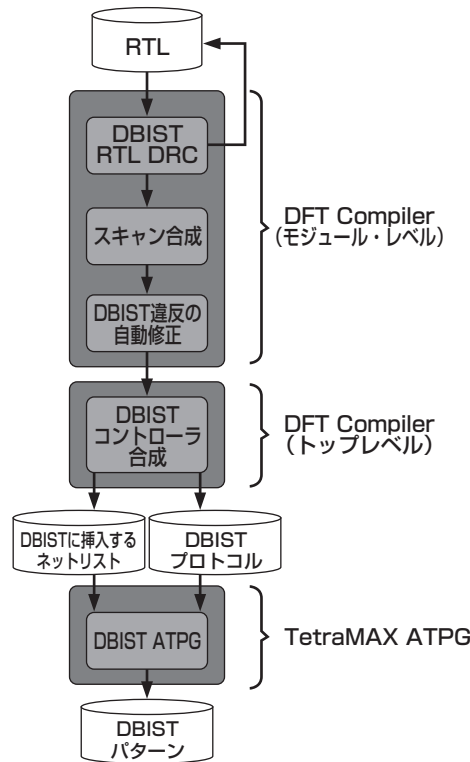 RTL
DBIST
RTL DRC
スキャン合成
DBIST違反の
自動修正
DFT Compiler
(モジュール・レベル)
DBIST
コントローラ
合成
DFT Compiler
(トップレベル)
DBISTに挿入する
ネットリスト
DBIST
プロトコル
DBIST ATPG
TetraMAX ATPG
DBIST
パターン